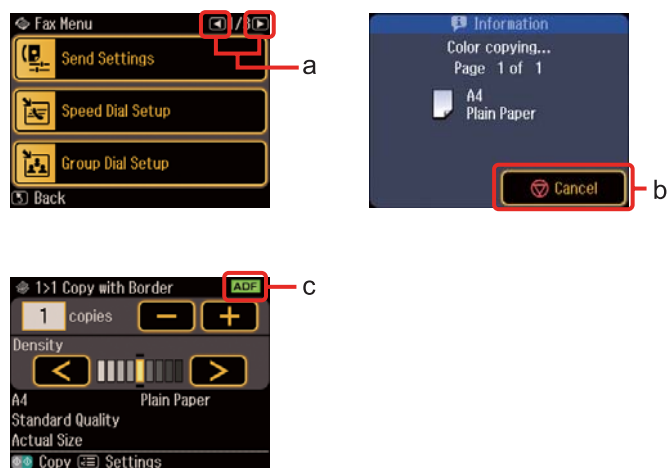 Fax Menu 1/3
Send Settings
Speed Dial Setup
Group Dial Setup
Back
a
Information
Color copying...
Page 1 of 1
A4
Plain Paper
Cancel
b
1>1 Copy with Border ADF
c
1 copies − +
Density
< >
A4 Plain Paper
Standard Quality
Actual Size
Copy Settings